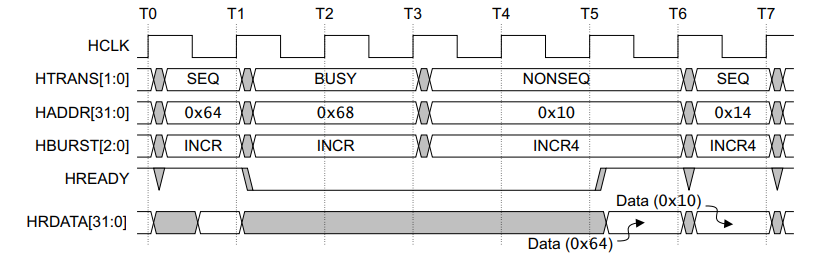 T0 T1 T2 T3 T4 T5 T6 T7
HCLK
HTRANS[1:0] SEQ BUSY NONSEQ SEQ
HADDR[31:0] 0x64 0x68 0x10 0x14
HBURST[2:0] INCR INCR INCR4 INCR4
HREADY
Data (0x10)
HRDATA[31:0]
Data (0x64)